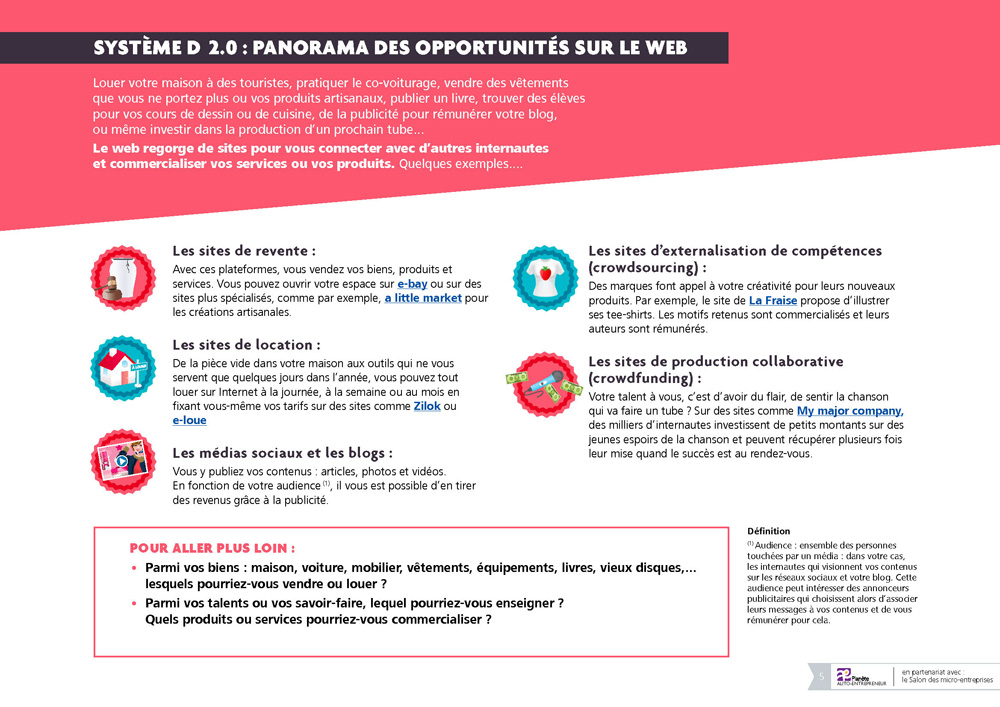 SYSTÈME D 2.0 : PANORAMA DES OPPORTUNITÉS SUR LE WEB
Louer votre maison à des touristes, pratiquer le co-voiturage, vendre des vêtements
que vous ne portez plus ou vos produits artisanaux, publier un livre, trouver des élèves
pour vos cours de dessin ou de cuisine, de la publicité pour rémunérer votre blog,
ou même investir dans la production d'un prochain tube...
Le web regorge de sites pour vous connecter avec d'autres internautes
et commercialiser vos services ou vos produits. Quelques exemples....
Les sites de revente :
Avec ces plateformes, vous vendez vos biens, produits et
services. Vous pouvez ouvrir votre espace sur e-bay ou sur des
sites plus spécialisés, comme par exemple, a little market pour
les créations artisanales.
Les sites de location :
De la pièce vide dans votre maison aux outils qui ne vous
servent que quelques jours dans l'année, vous pouvez tout
louer sur Internet à la journée, à la semaine ou au mois en
fixant vous-même vos tarifs sur des sites comme Zilok ou
e-loue
Les médias sociaux et les blogs :
Vous y publiez vos contenus : articles, photos et vidéos.
En fonction de votre audience (1), il vous est possible d'en tirer
des revenus grâce à la publicité.
Les sites d'externalisation de compétences
(crowdsourcing) :
Des marques font appel à votre créativité pour leurs nouveaux
produits. Par exemple, le site de La Fraise propose d'illustrer
ses tee-shirts. Les motifs retenus sont commercialisés et leurs
auteurs sont rémunérés.
Les sites de production collaborative
(crowdfunding) :
Votre talent à vous, c'est d'avoir du flair, de sentir la chanson
qui va faire un tube ? Sur des sites comme My major company,
des milliers d'internautes investissent de petits montants sur des
jeunes espoirs de la chanson et peuvent récupérer plusieurs fois
leur mise quand le succès est au rendez-vous.
POUR ALLER PLUS LOIN :
• Parmi vos biens : maison, voiture, mobilier, vêtements, équipements, livres, vieux disques,...
lesquels pourriez-vous vendre ou louer ?
• Parmi vos talents ou vos savoir-faire, lequel pourriez-vous enseigner ?
Quels produits ou services pourriez-vous commercialiser ?
Définition
(1) Audience : ensemble des personnes
touchées par un média : dans votre cas,
les internautes qui visionnent vos contenus
sur les réseaux sociaux et votre blog. Cette
audience peut intéresser des annonceurs
publicitaires qui choisissent alors d'associer
leurs messages à vos contenus et de vous
rémunérer pour cela.
5
Planète
AUTO-ENTREPRENEUR
en partenariat avec :
le Salon des micro-entreprises